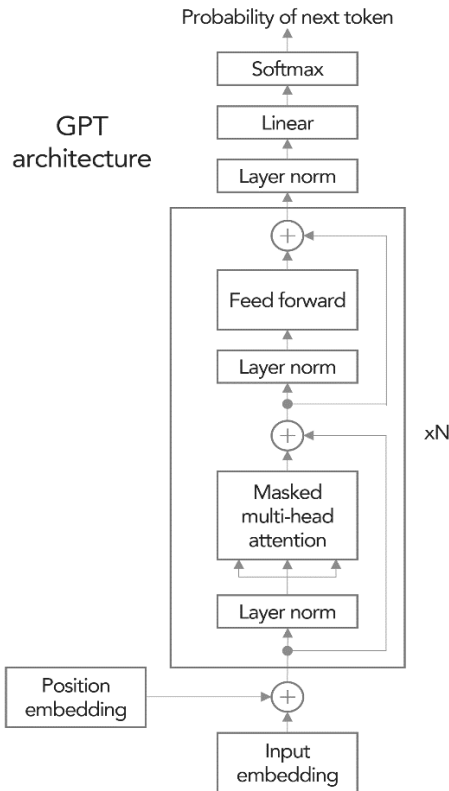 Probability of next token
Softmax
Linear
GPT
architecture
Layer norm
+
Feed forward
Layer norm
+
xN
Masked
multi-head
attention
Layer norm
Position
embedding
+
Input
embedding